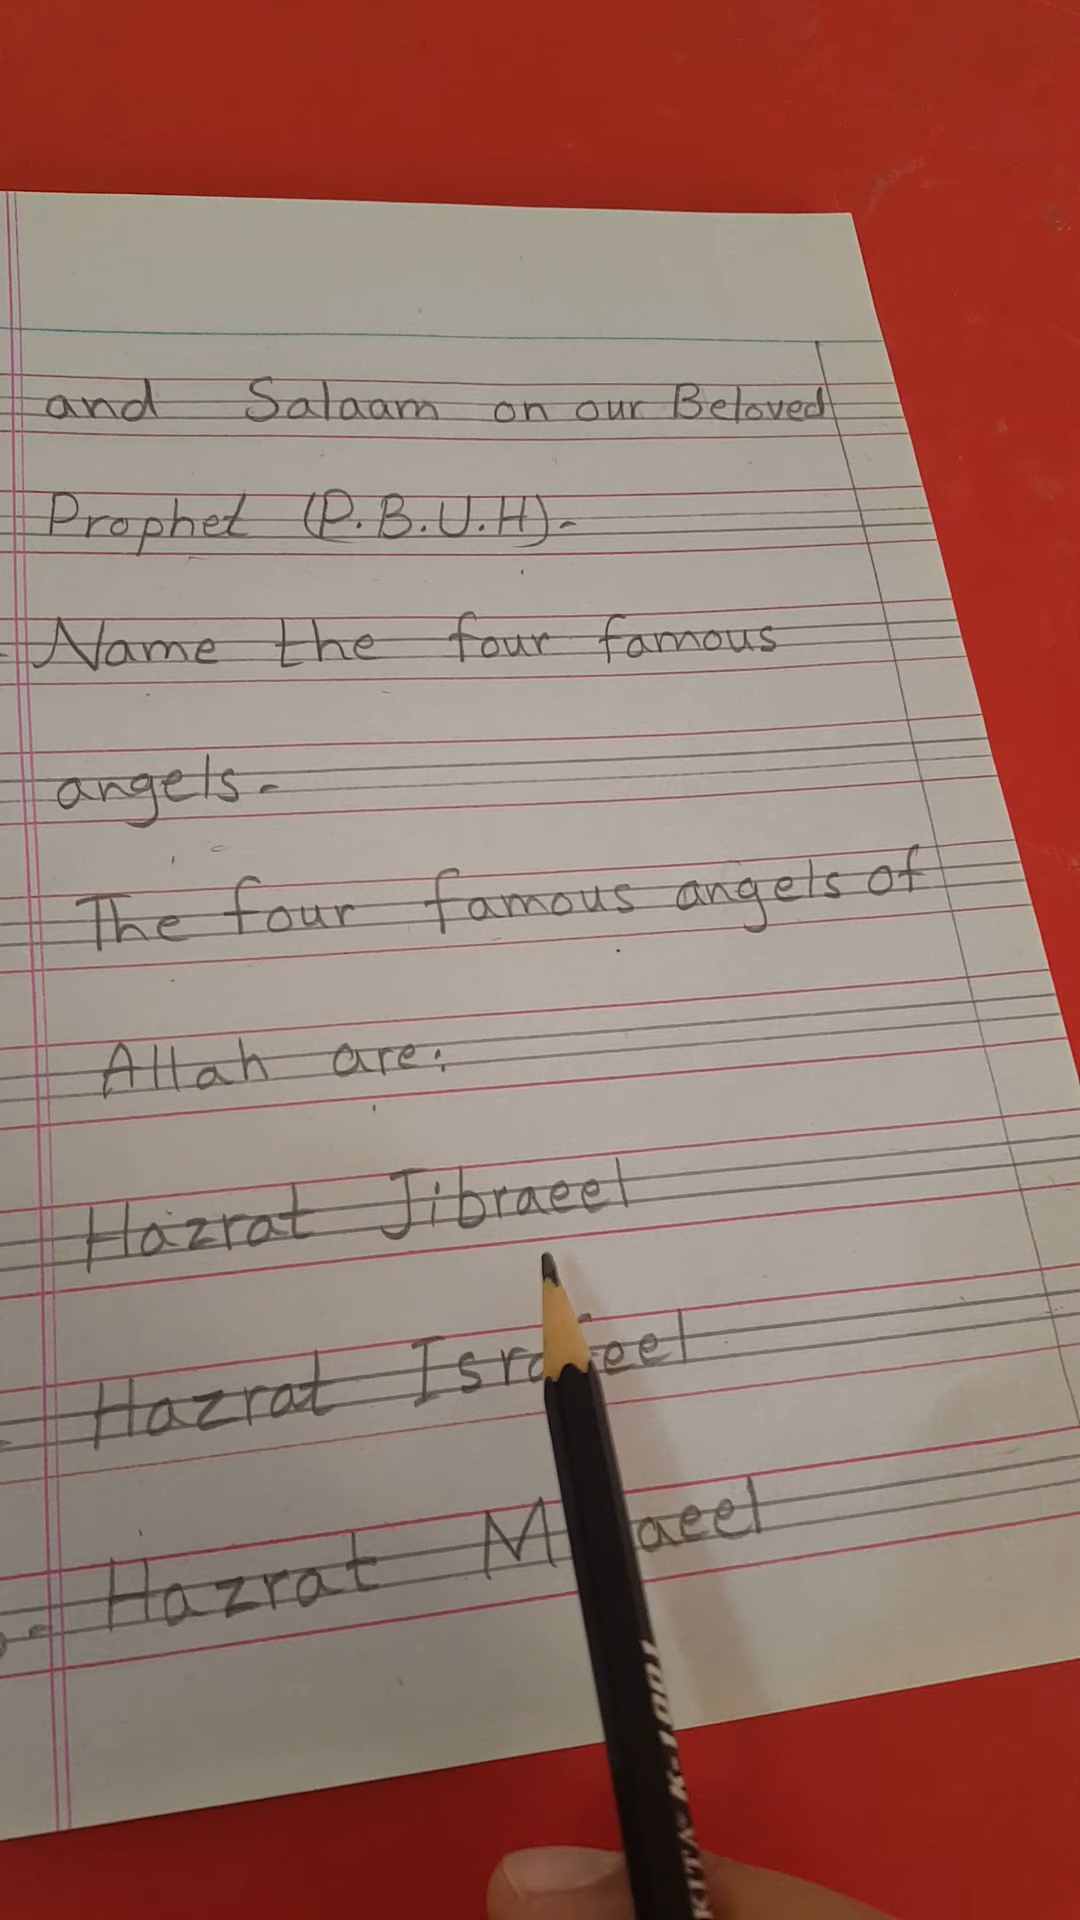 and Salaam on our Beloved
Prophet (P.B.U.H).
Name the four famous
angels.
The four famous angels of
Allah are:
Hazrat Jibraeel
Hazrat
Hazrat
K-1001